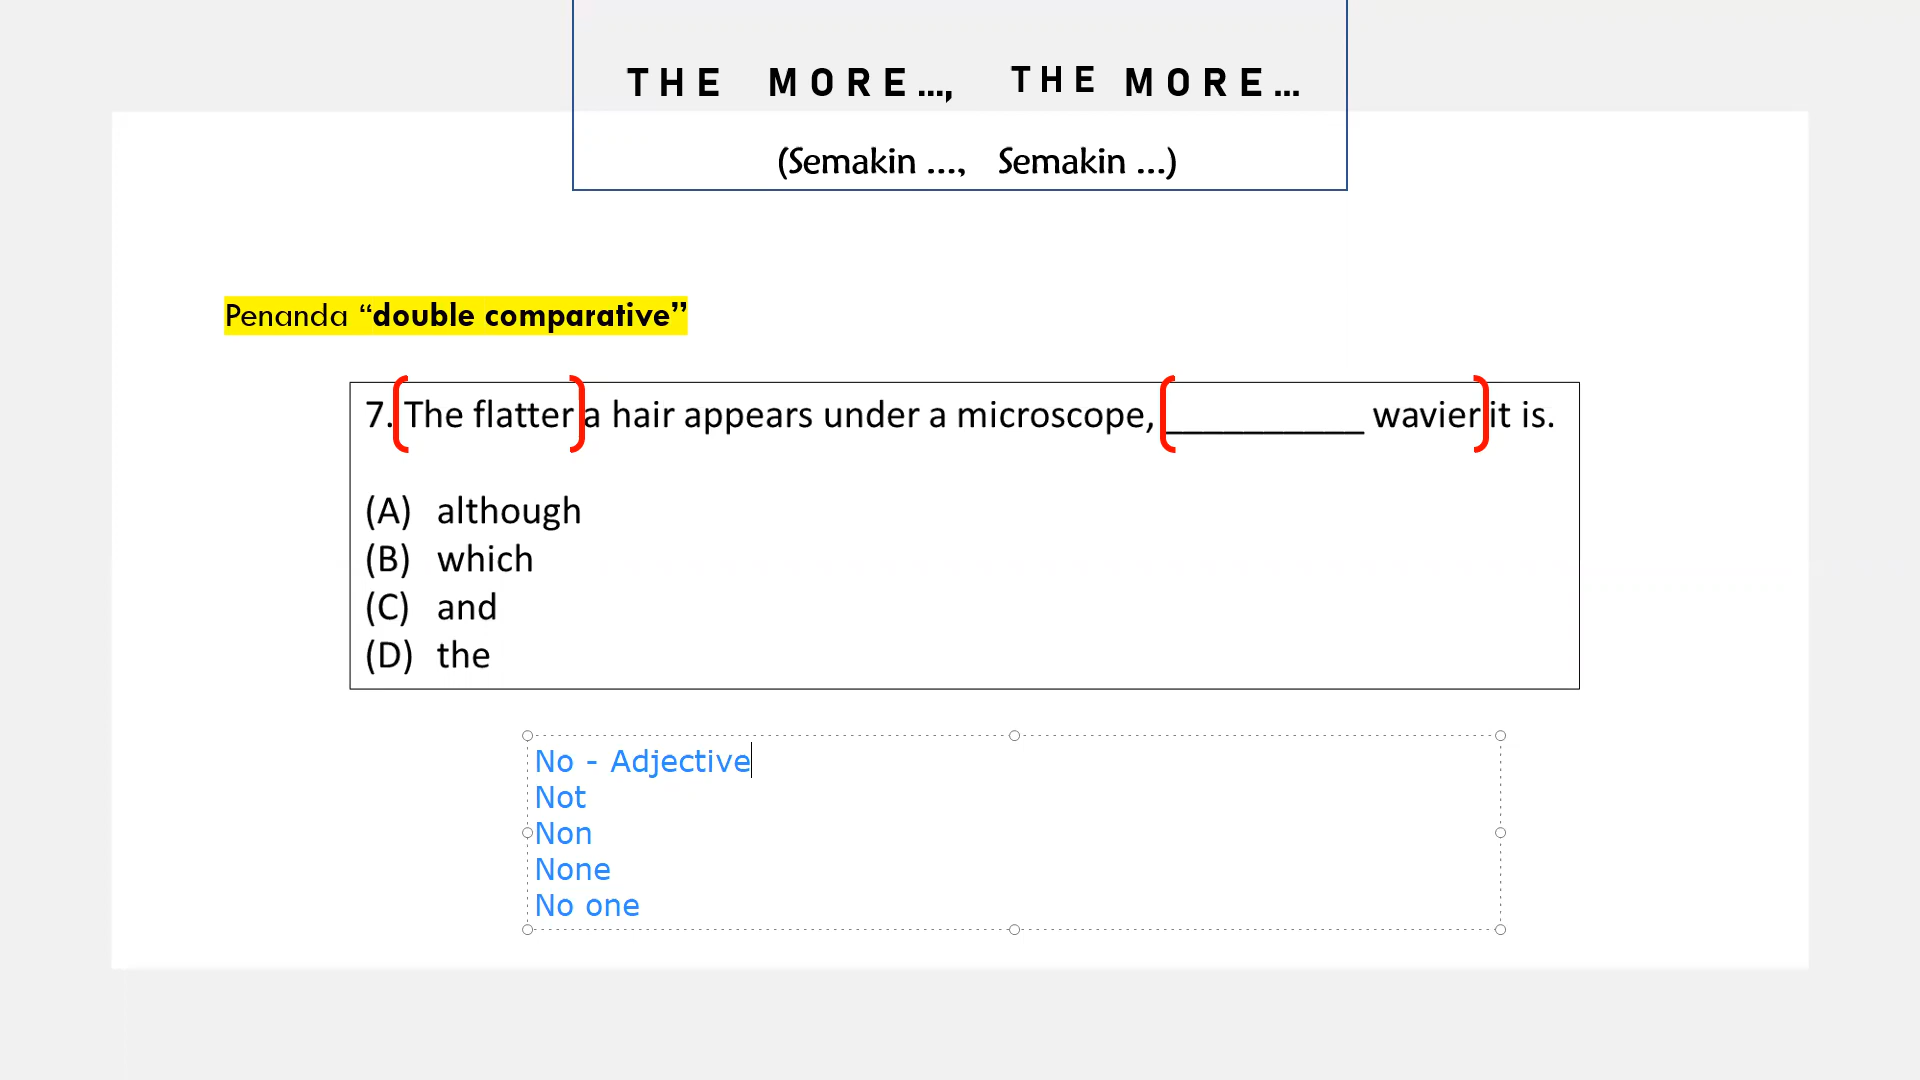 THE MORE..., THE MORE...
(Semakin ..., Semakin ...)
Penanda “double comparative”
7. The flatter a hair appears under a microscope, __________ wavier it is.
(A) although
(B) which
(C) and
(D) the
No - Adjective
Not
Non
None
No one